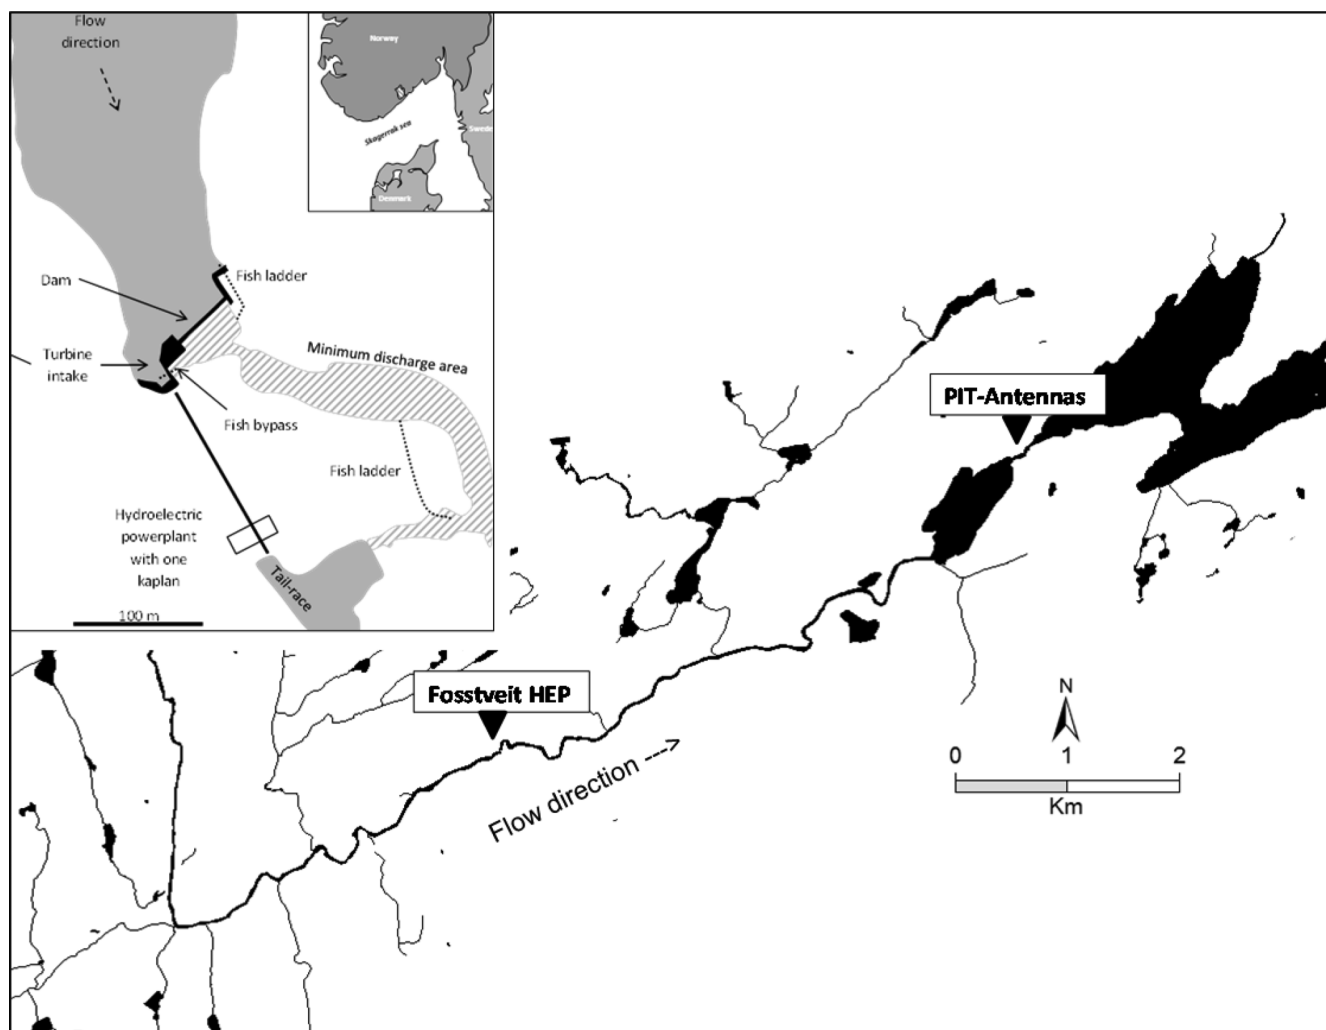 Flow
direction
Norway
Skagerrak sea
Swede
Denmark
Dam
Fish ladder
Turbine
intake
Minimum discharge area
Fish bypass
Fish ladder
Hydroelectric
powerplant
with one
kaplan
Tail-race
100 m
PIT-Antennas
Fosstveit HEP
Flow direction
N
0 1 2
Km